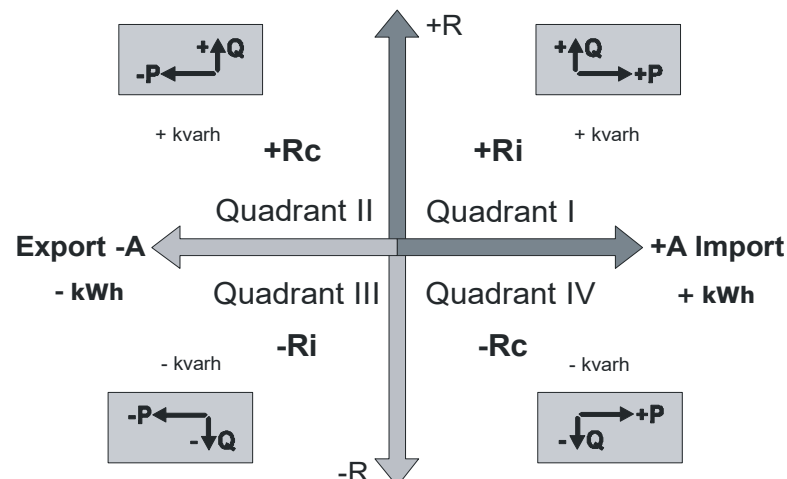 +R
+Q
-P
+Q
+P
+ kvarh
+ kvarh
+Rc
+Ri
Quadrant II
Quadrant I
Export -A
+A Import
- kWh
Quadrant III
Quadrant IV
+ kWh
-Ri
-Rc
- kvarh
- kvarh
-P
-Q
+P
-Q
-R